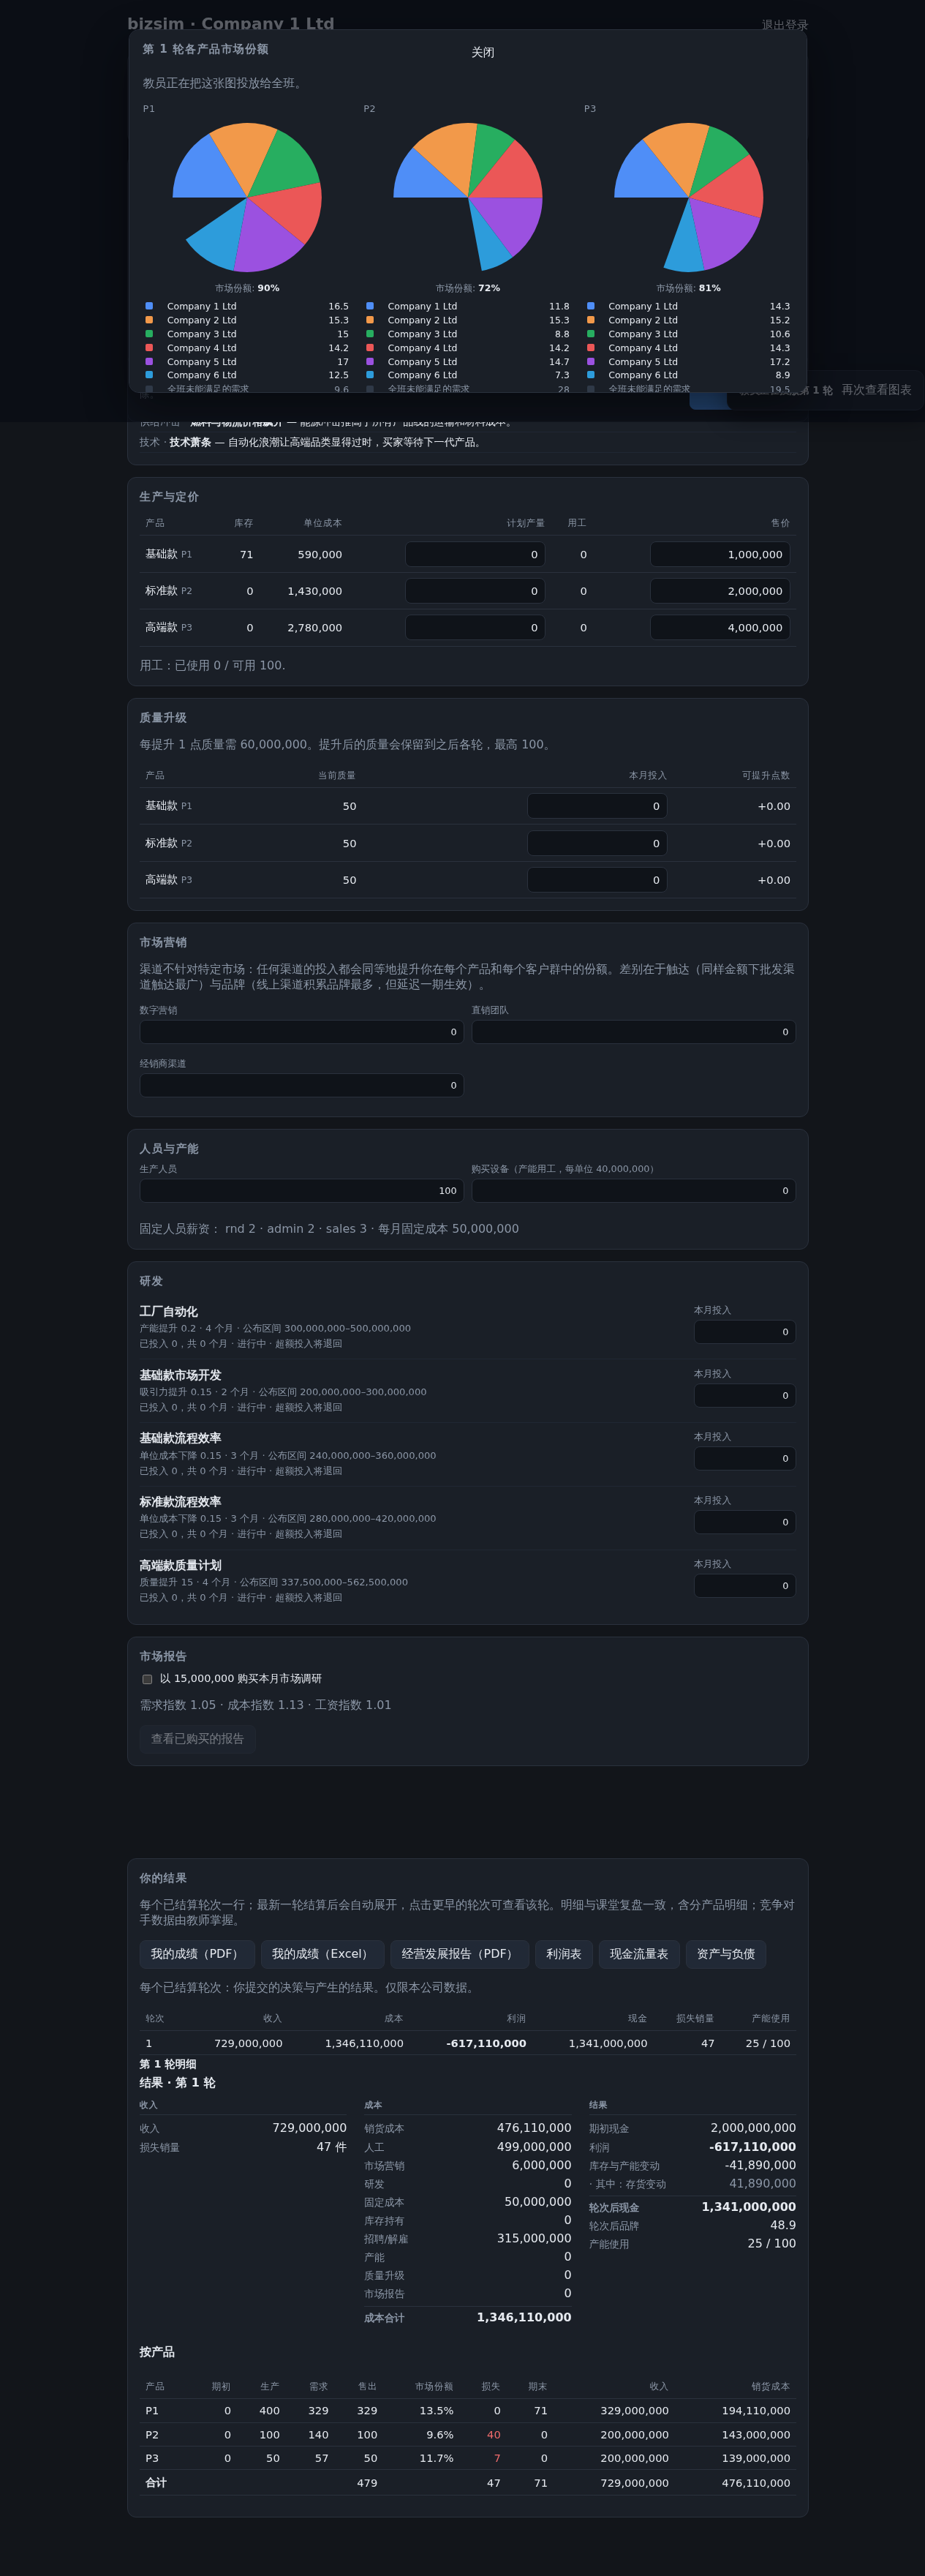 bizsim · Company 1 Ltd
退出登录
第 1 轮各产品市场份额
关闭
教员正在把这张图投放给全班。
P1
市场份额: 90%
Company 1 Ltd 16.5
Company 2 Ltd 15.3
Company 3 Ltd 15
Company 4 Ltd 14.2
Company 5 Ltd 17
Company 6 Ltd 12.5
全班未能满足的需求 9.6
P2
市场份额: 72%
Company 1 Ltd 11.8
Company 2 Ltd 15.3
Company 3 Ltd 8.8
Company 4 Ltd 14.2
Company 5 Ltd 14.7
Company 6 Ltd 7.3
全班未能满足的需求 28
P3
市场份额: 81%
Company 1 Ltd 14.3
Company 2 Ltd 15.2
Company 3 Ltd 10.6
Company 4 Ltd 14.3
Company 5 Ltd 17.2
Company 6 Ltd 8.9
全班未能满足的需求 19.5
第 1 轮 再次查看图表
技术 · 技术萧条 — 自动化浪潮让高端品类显得过时，买家等待下一代产品。
生产与定价
产品 库存 单位成本 计划产量 用工 售价
基础款 P1 71 590,000 0 0 1,000,000
标准款 P2 0 1,430,000 0 0 2,000,000
高端款 P3 0 2,780,000 0 0 4,000,000
用工：已使用 0 / 可用 100.
质量升级
每提升 1 点质量需 60,000,000。提升后的质量会保留到之后各轮，最高 100。
产品 当前质量 本月投入 可提升点数
基础款 P1 50 0 +0.00
标准款 P2 50 0 +0.00
高端款 P3 50 0 +0.00
市场营销
渠道不针对特定市场：任何渠道的投入都会同等地提升你在每个产品和每个客户群中的份额。差别在于触达（同样金额下批发渠
道触达最广）与品牌（线上渠道积累品牌最多，但延迟一期生效）。
数字营销 直销团队
0 0
经销商渠道
0
人员与产能
生产人员 购买设备（产能用工，每单位 40,000,000）
100 0
固定人员薪资： rnd 2 · admin 2 · sales 3 · 每月固定成本 50,000,000
研发
工厂自动化 本月投入
产能提升 0.2 · 4 个月 · 公布区间 300,000,000–500,000,000 0
已投入 0，共 0 个月 · 进行中 · 超额投入将退回
基础款市场开发 本月投入
吸引力提升 0.15 · 2 个月 · 公布区间 200,000,000–300,000,000 0
已投入 0，共 0 个月 · 进行中 · 超额投入将退回
基础款流程效率 本月投入
单位成本下降 0.15 · 3 个月 · 公布区间 240,000,000–360,000,000 0
已投入 0，共 0 个月 · 进行中 · 超额投入将退回
标准款流程效率 本月投入
单位成本下降 0.15 · 3 个月 · 公布区间 280,000,000–420,000,000 0
已投入 0，共 0 个月 · 进行中 · 超额投入将退回
高端款质量计划 本月投入
质量提升 15 · 4 个月 · 公布区间 337,500,000–562,500,000 0
已投入 0，共 0 个月 · 进行中 · 超额投入将退回
市场报告
以 15,000,000 购买本月市场调研
需求指数 1.05 · 成本指数 1.13 · 工资指数 1.01
查看已购买的报告
你的结果
每个已结算轮次一行；最新一轮结算后会自动展开，点击更早的轮次可查看该轮。明细与课堂复盘一致，含分产品明细；竞争对
手数据由教师掌握。
我的成绩（PDF） 我的成绩（Excel） 经营发展报告（PDF） 利润表 现金流量表 资产与负债
每个已结算轮次：你提交的决策与产生的结果。仅限本公司数据。
轮次 收入 成本 利润 现金 损失销量 产能使用
1 729,000,000 1,346,110,000 -617,110,000 1,341,000,000 47 25 / 100
第 1 轮明细
结果 · 第 1 轮
收入
收入 729,000,000
损失销量 47 件
成本
销货成本 476,110,000
人工 499,000,000
市场营销 6,000,000
研发 0
固定成本 50,000,000
库存持有 0
招聘/解雇 315,000,000
产能 0
质量升级 0
市场报告 0
成本合计 1,346,110,000
结果
期初现金 2,000,000,000
利润 -617,110,000
库存与产能变动 -41,890,000
· 其中：存货变动 41,890,000
轮次后现金 1,341,000,000
轮次后品牌 48.9
产能使用 25 / 100
按产品
产品 期初 生产 需求 售出 市场份额 损失 期末 收入 销货成本
P1 0 400 329 329 13.5% 0 71 329,000,000 194,110,000
P2 0 100 140 100 9.6% 40 0 200,000,000 143,000,000
P3 0 50 57 50 11.7% 7 0 200,000,000 139,000,000
合计 479 47 71 729,000,000 476,110,000